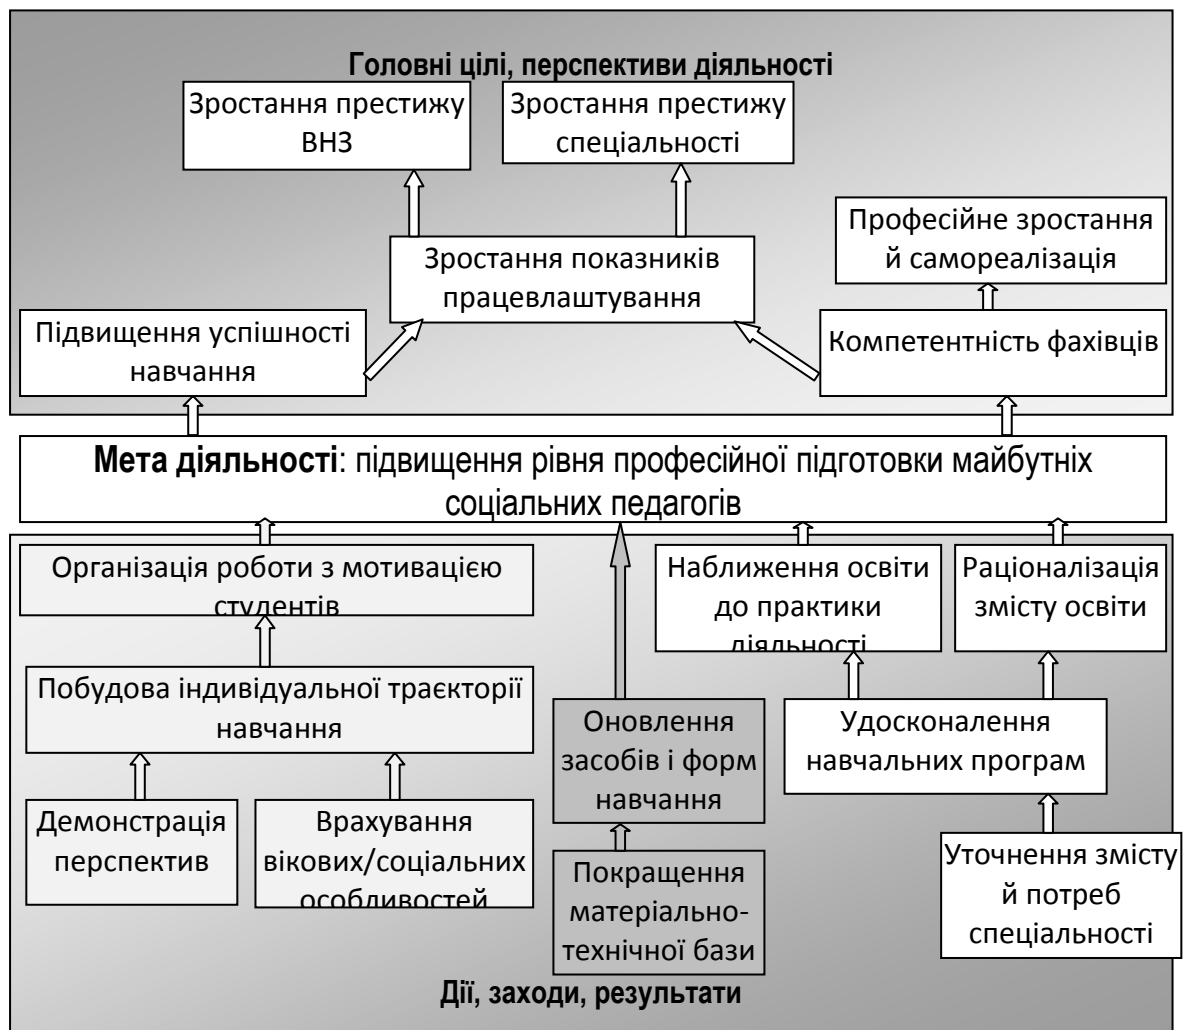 Головні цілі, перспективи діяльності
Зростання престижу
ВНЗ
Зростання престижу
спеціальності
Професійне зростання
й самореалізація
Зростання показників
працевлаштування
Підвищення успішності
навчання
Компетентність фахівців
Мета діяльності: підвищення рівня професійної підготовки майбутніх
соціальних педагогів
Організація роботи з мотивацією
студентів
Наближення освіти
до практики
діяльності
Раціоналізація
змісту освіти
Побудова індивідуальної траєкторії
навчання
Оновлення
засобів і форм
навчання
Удосконалення
навчальних програм
Демонстрація
перспектив
Врахування
вікових/соціальних
особливостей
Покращення
матеріально-
технічної бази
Уточнення змісту
й потреб
спеціальності
Дії, заходи, результати